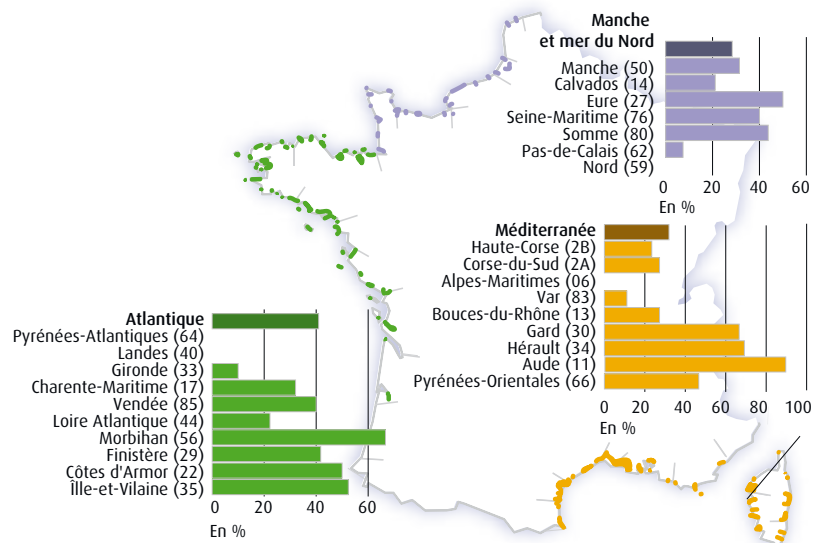 Manche
et mer du Nord
Manche (50)
Calvados (14)
Eure (27)
Seine-Maritime (76)
Somme (80)
Pas-de-Calais (62)
Nord (59)
0 20 40 60
En %
Méditerranée
Haute-Corse (2B)
Corse-du-Sud (2A)
Alpes-Maritimes (06)
Var (83)
Bouces-du-Rhône (13)
Gard (30)
Hérault (34)
Aude (11)
Pyrénées-Orientales (66)
0 20 40 60 80 100
En %
Atlantique
Pyrénées-Atlantiques (64)
Landes (40)
Gironde (33)
Charente-Maritime (17)
Vendée (85)
Loire Atlantique (44)
Morbihan (56)
Finistère (29)
Côtes d'Armor (22)
Îlle-et-Vilaine (35)
0 20 40 60
En %